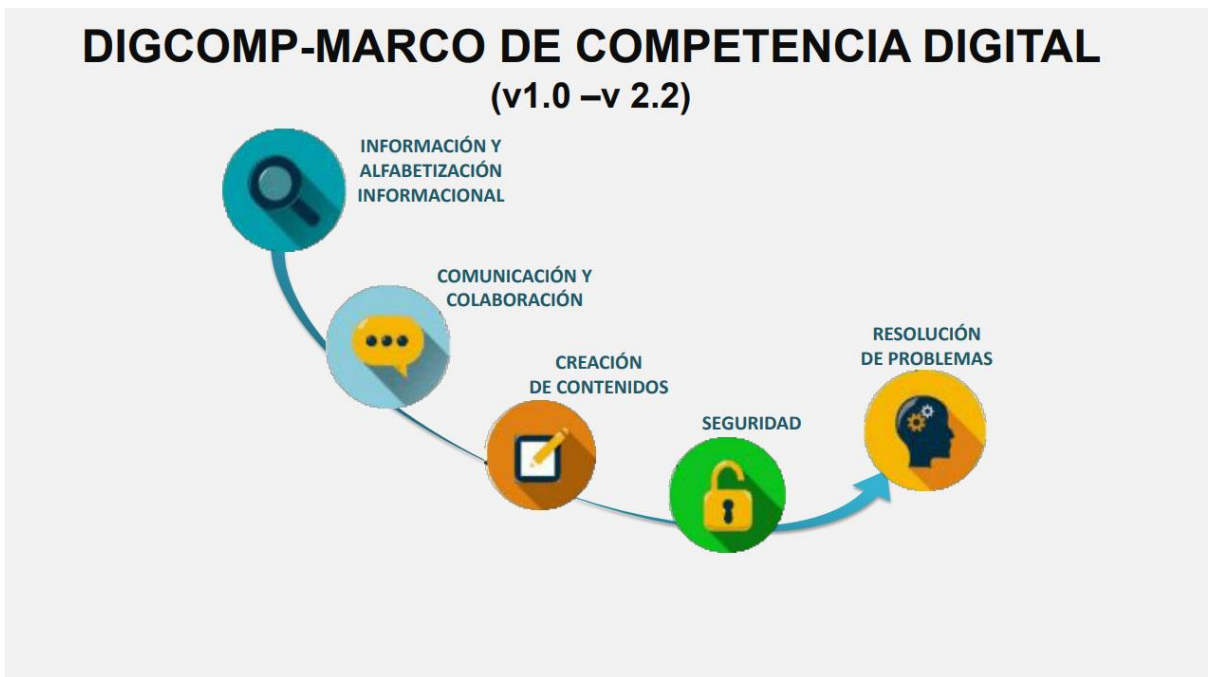 DIGCOMP-MARCO DE COMPETENCIA DIGITAL
(v1.0 –v 2.2)
INFORMACIÓN Y
ALFABETIZACIÓN
INFORMACIONAL
COMUNICACIÓN Y
COLABORACIÓN
CREACIÓN
DE CONTENIDOS
SEGURIDAD
RESOLUCIÓN
DE PROBLEMAS